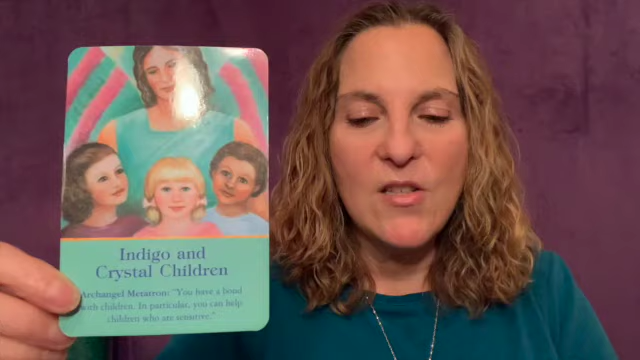 Indigo and
Crystal Children
Archangel Metatron: "You have a bond
with children. In particular, you can help
children who are sensitive."